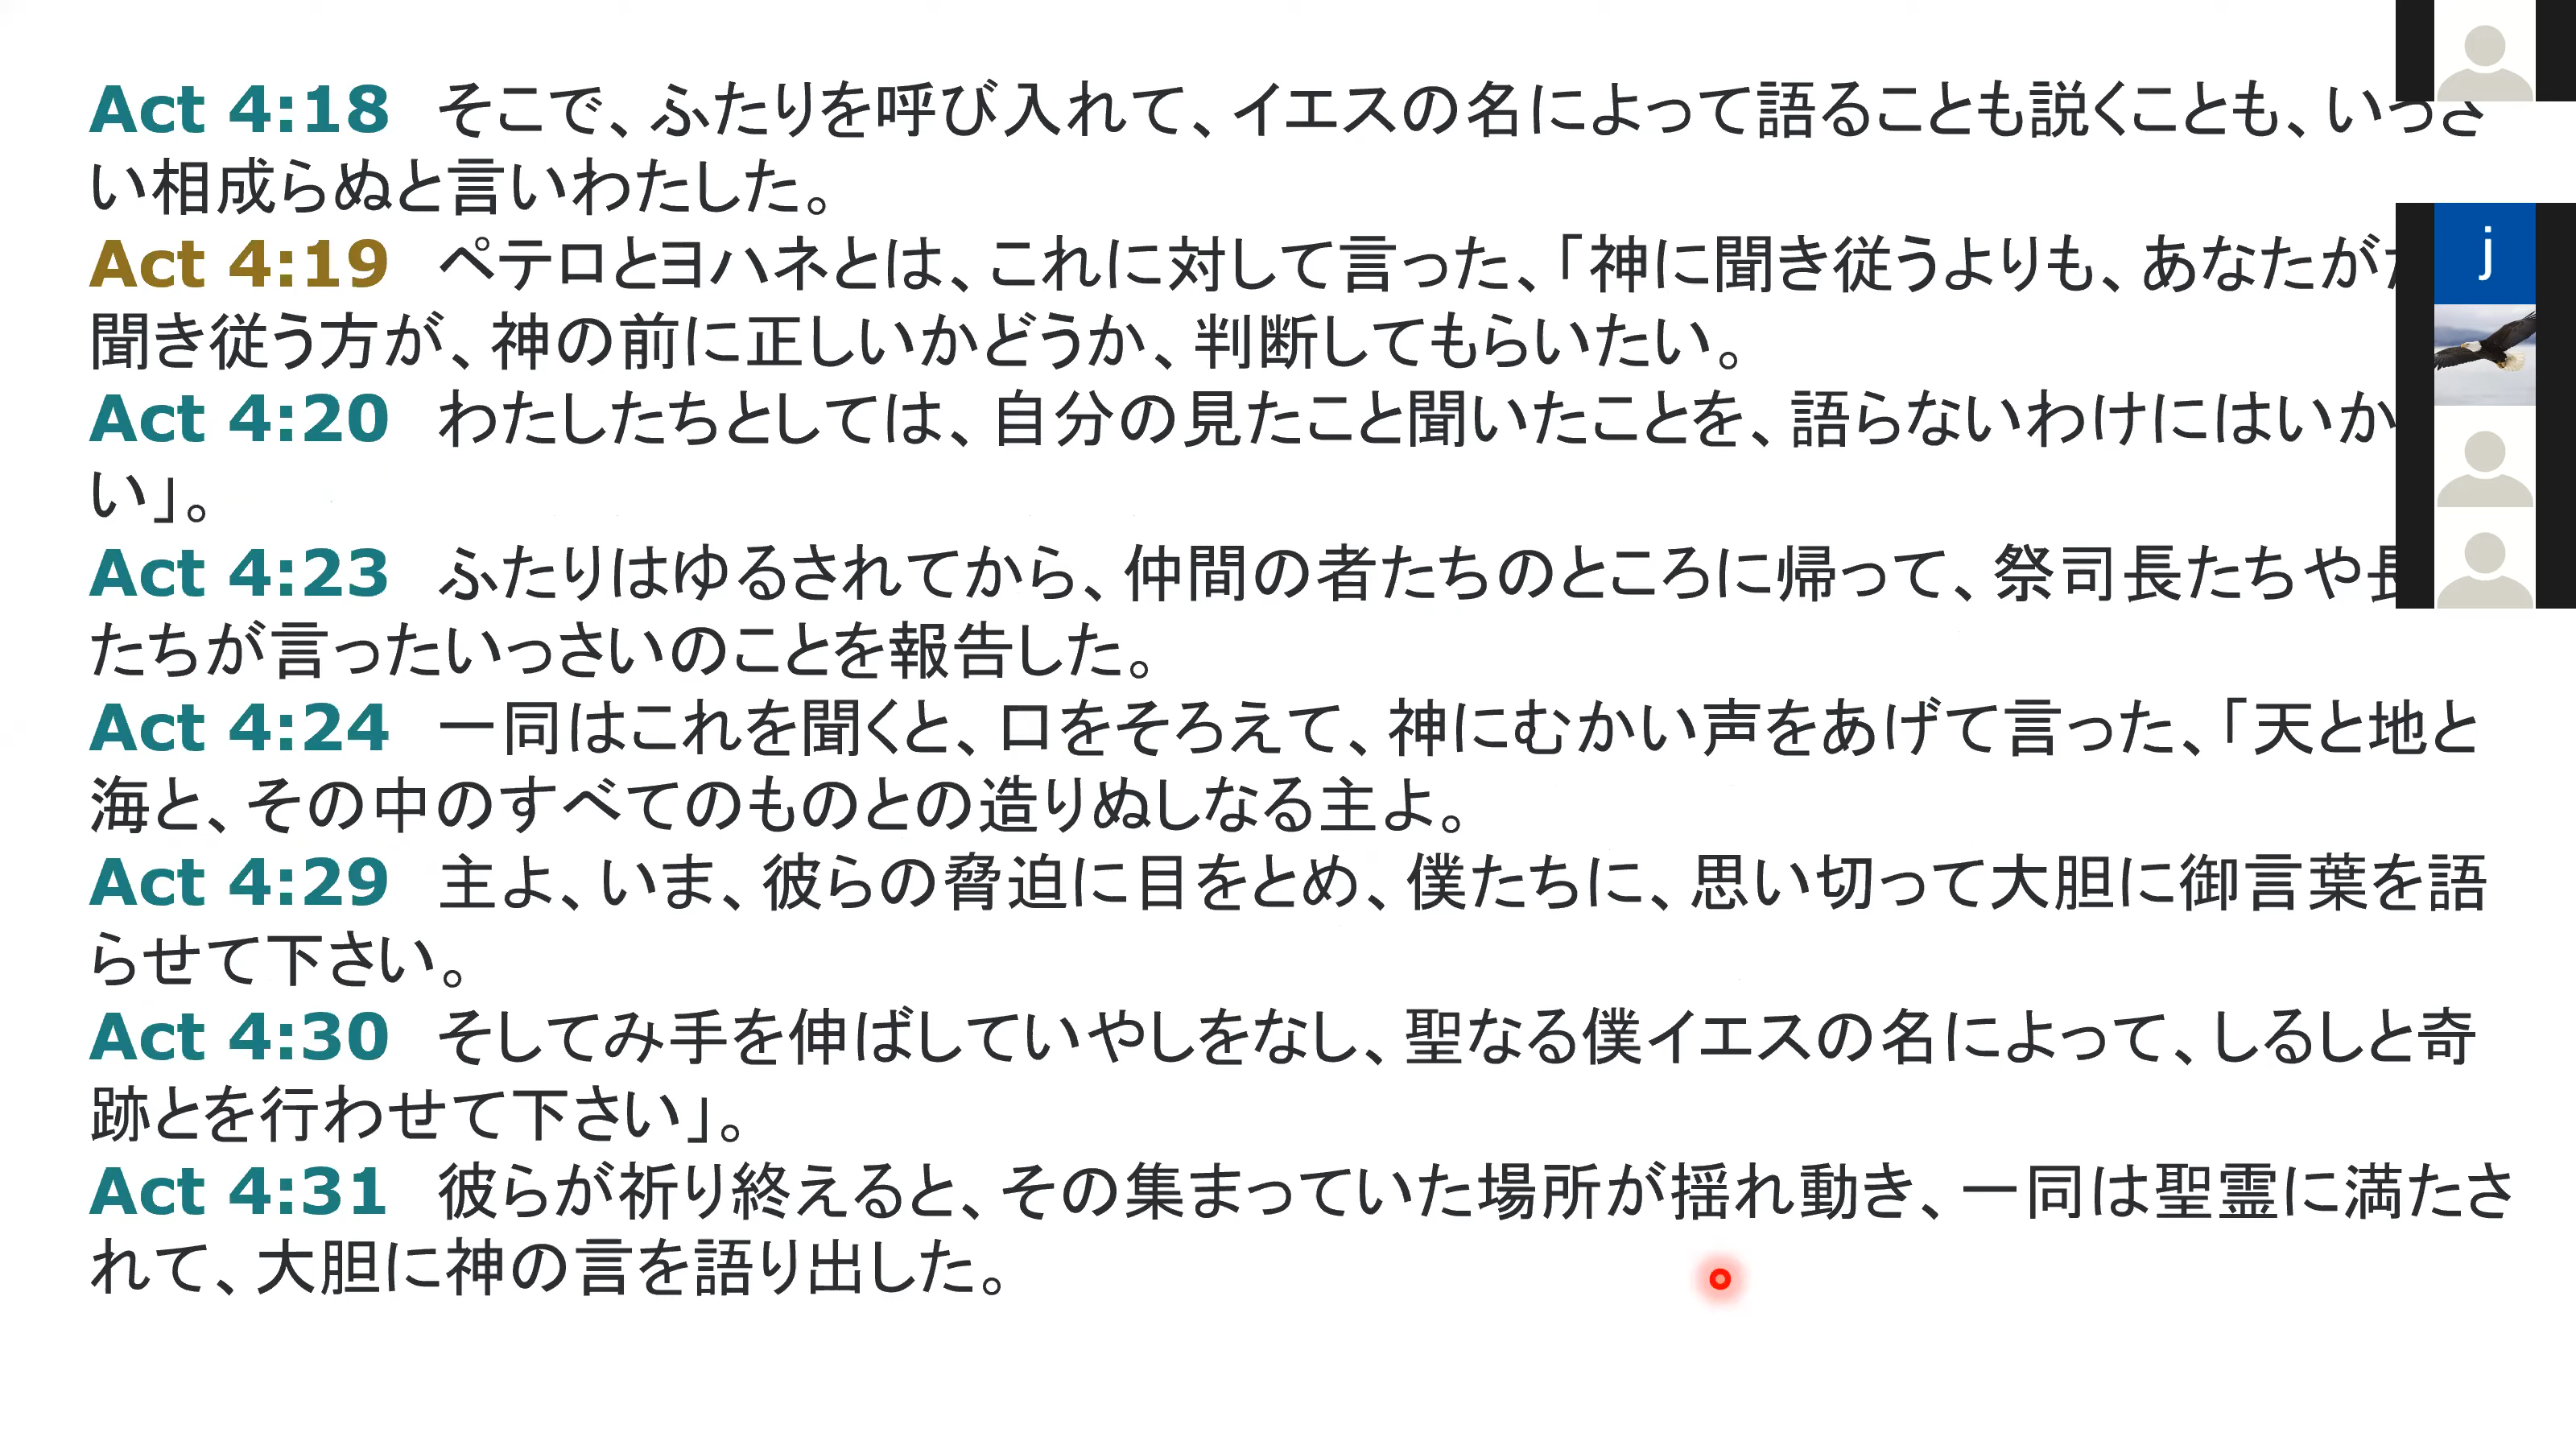 Act 4:18 そこで、ふたりを呼び入れて、イエスの名によって語ることも説くことも、いっさ
い相成らぬと言いわたした。
Act 4:19 ペテロとヨハネとは、これに対して言った、「神に聞き従うよりも、あなたがた
聞き従う方が、神の前に正しいかどうか、判断してもらいたい。
Act 4:20 わたしたちとしては、自分の見たこと聞いたことを、語らないわけにはいか
い」。
Act 4:23 ふたりはゆるされてから、仲間の者たちのところに帰って、祭司長たちや長
たちが言ったいっさいのことを報告した。
Act 4:24 一同はこれを聞くと、口をそろえて、神にむかい声をあげて言った、「天と地と
海と、その中のすべてのものとの造りぬしなる主よ。
Act 4:29 主よ、いま、彼らの脅迫に目をとめ、僕たちに、思い切って大胆に御言葉を語
らせて下さい。
Act 4:30 そしてみ手を伸ばしていやしをなし、聖なる僕イエスの名によって、しるしと奇
跡とを行わせて下さい」。
Act 4:31 彼らが祈り終えると、その集まっていた場所が揺れ動き、一同は聖霊に満たさ
れて、大胆に神の言を語り出した。
j